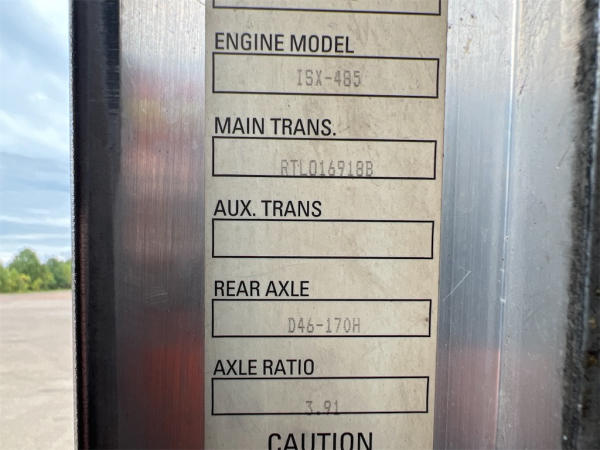 ENGINE MODEL
ISX-485
MAIN TRANS.
RTLO16918B
AUX. TRANS
REAR AXLE
D46-170H
AXLE RATIO
3.91
CAUTION